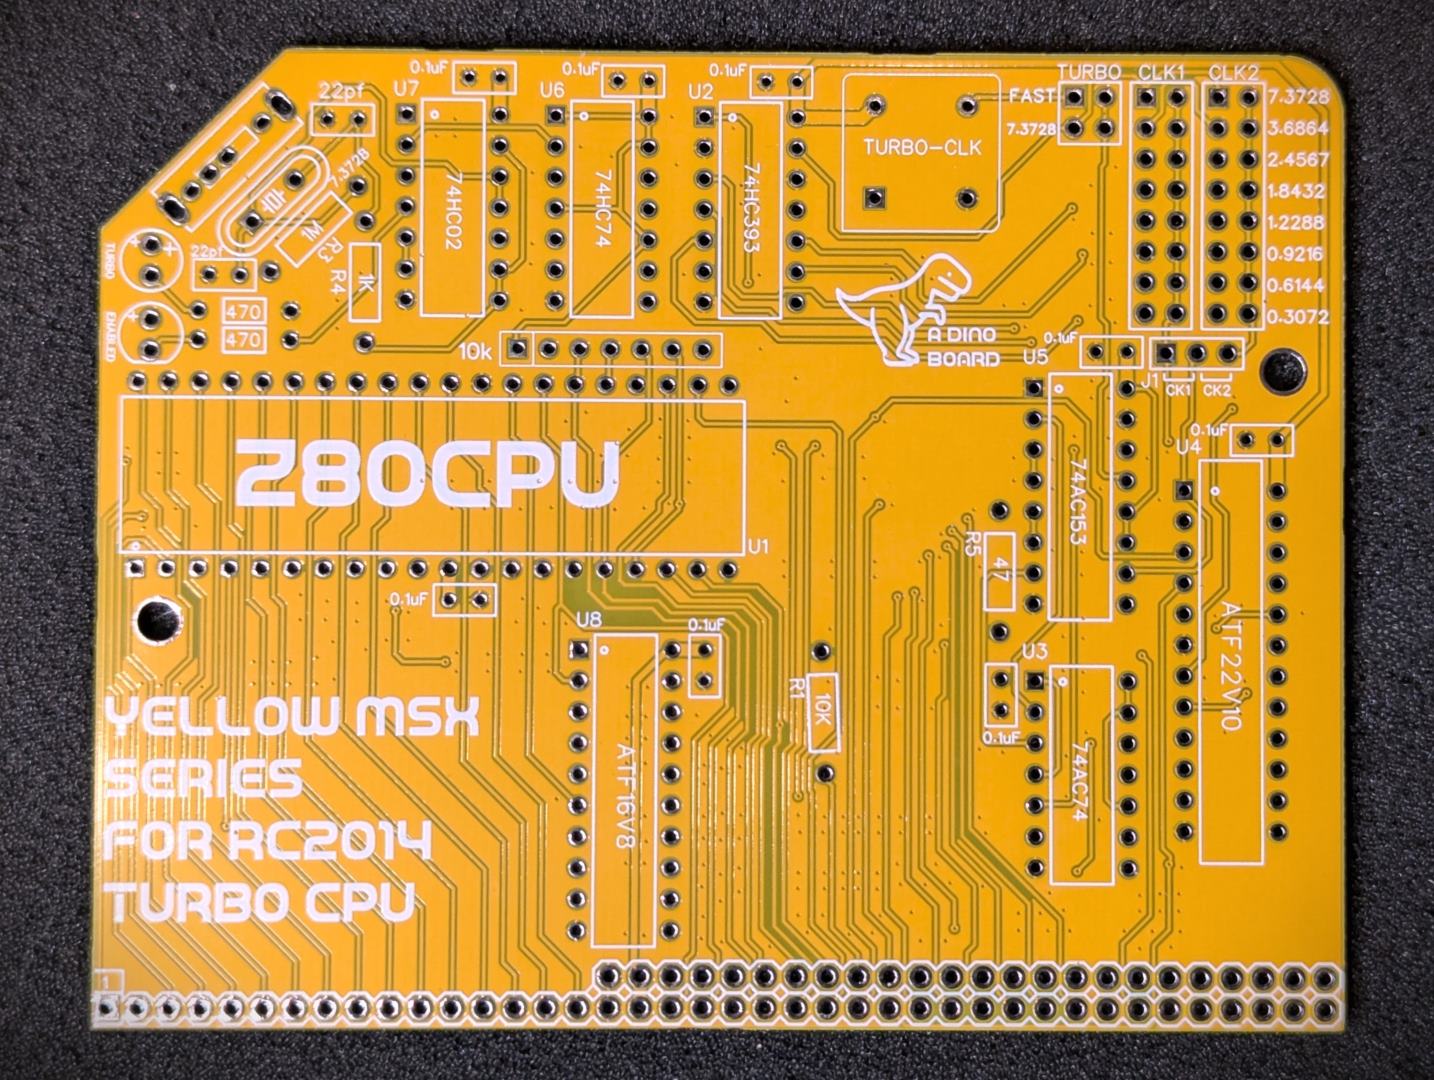 0.1uF
0.1uF
0.1uF
TURBO CLK1 CLK2
22pf
U7
U6
U2
FAST
7.3728
7.3728
3.6864
2.4567
1.8432
1.2288
0.9216
0.6144
0.3072
7.3728
TURBO-CLK
74HC02
74HC74
74HC393
1M
R3
R4
1K
22pf
TURBO
ENABLED
470
470
10k
A DINO
BOARD
0.1uF
U5
J1
CK1
CK2
0.1uF
U4
Z80CPU
U1
74AC153
R5
47
0.1uF
U8
0.1uF
ATF16V8
R1
10K
U3
0.1uF
74AC74
ATF22V10
YELLOW MSX
SERIES
FOR RC2014
TURBO CPU
1